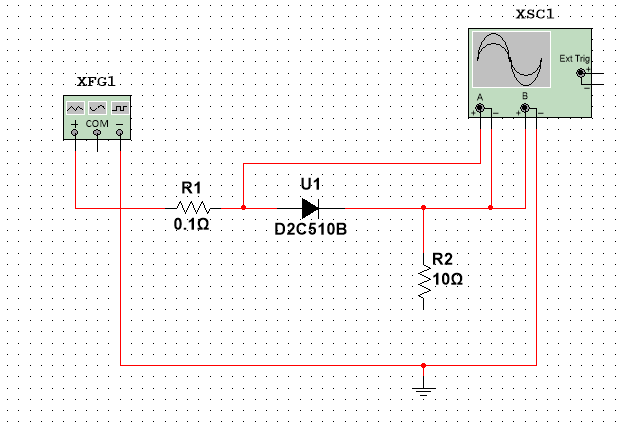 XSC1
Ext Trig
+
−
A
B
+ − + −
XFG1
+ COM −
R1
0.1Ω
U1
D2C510B
R2
10Ω